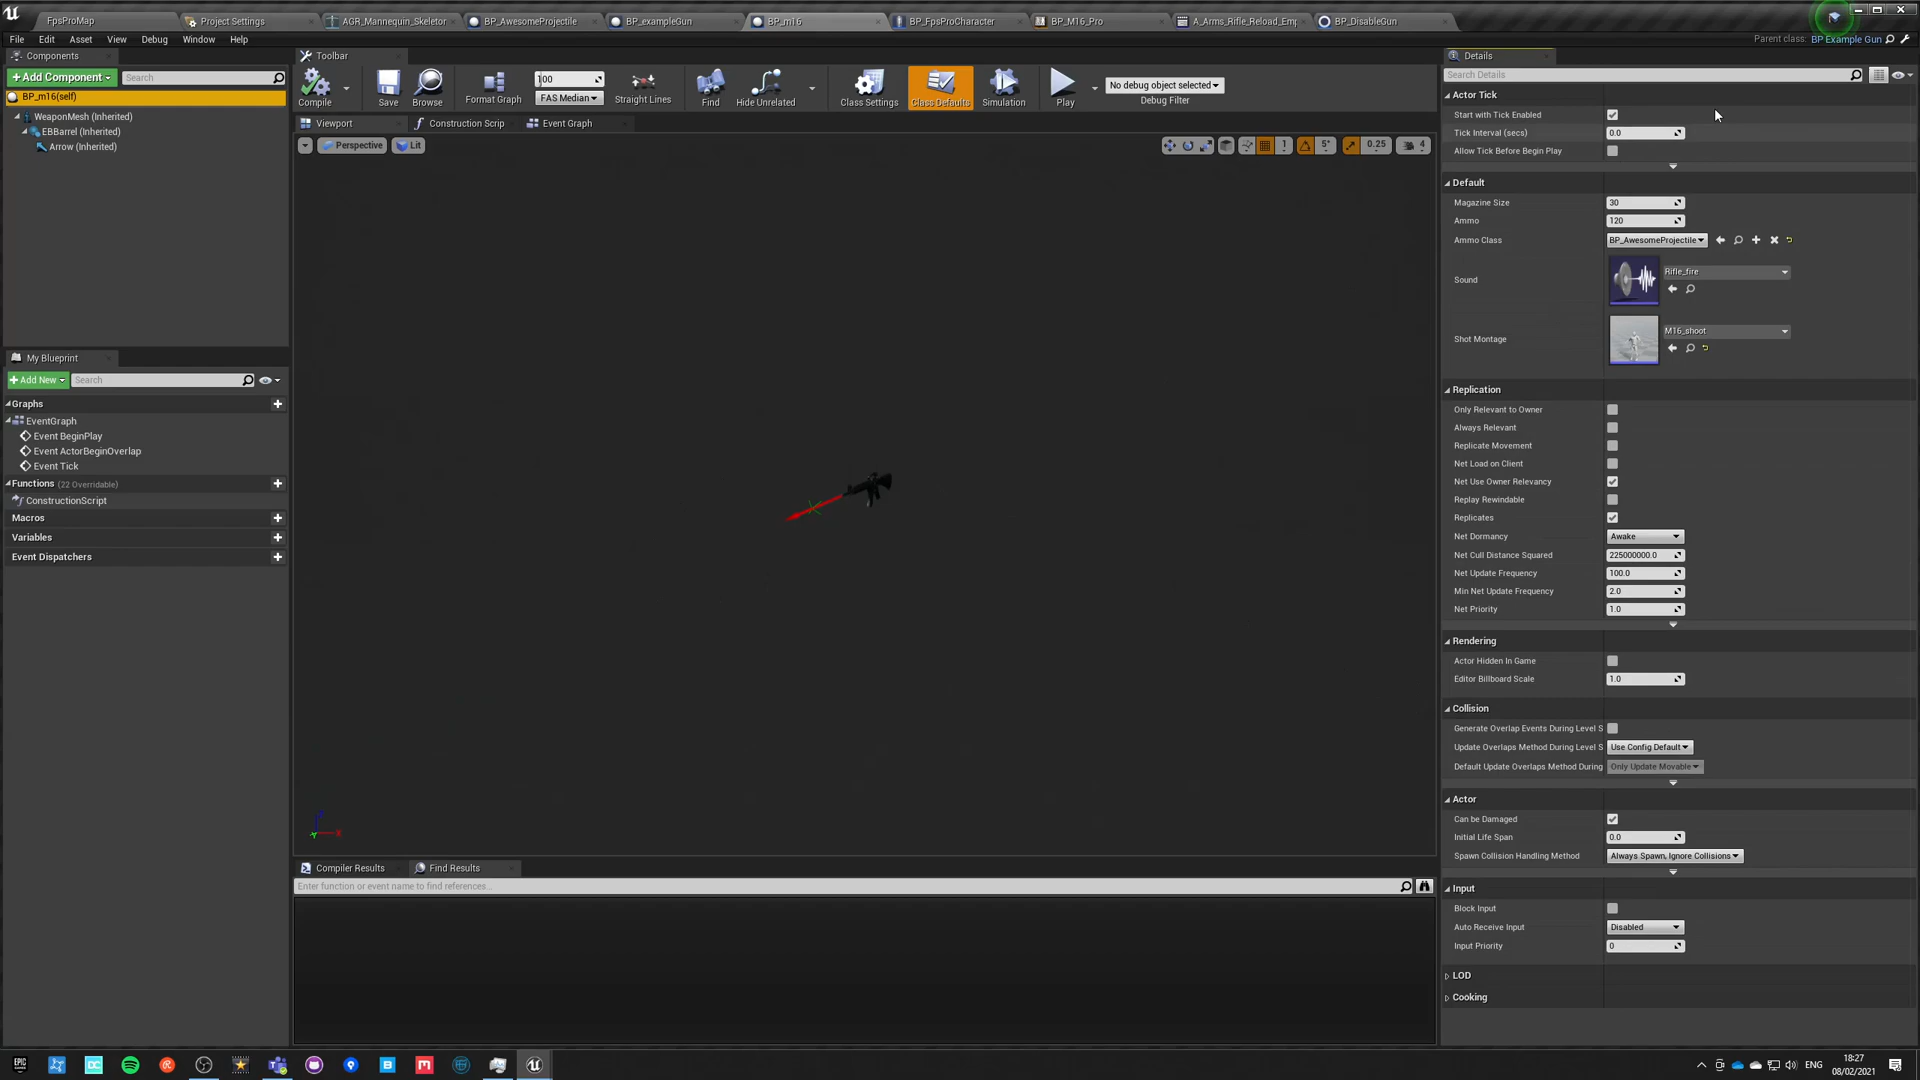 FpsProMap
Project Settings
AGR_Mannequin_Skeletor
BP_AwesomeProjectile
BP_exampleGun
BP_m16
BP_FpsProCharacter
BP_M16_Pro
A_Arms_Rifle_Reload_Emp
BP_DisableGun
File Edit Asset View Debug Window Help
Parent class: BP Example Gun
Components
+Add Component
Search
BP_m16(self)
WeaponMesh (Inherited)
EBBarrel (Inherited)
Arrow (Inherited)
My Blueprint
+Add New
Search
Graphs
EventGraph
Event BeginPlay
Event ActorBeginOverlap
Event Tick
Functions (22 Overridable)
ConstructionScript
Macros
Variables
Event Dispatchers
Toolbar
Compile
Save
Browse
Format Graph
100
FAS Median
Straight Lines
Find
Hide Unrelated
Class Settings
Class Defaults
Simulation
Play
No debug object selected
Debug Filter
Viewport
Construction Scrip
Event Graph
Perspective
Lit
1
5°
0.25
4
Compiler Results
Find Results
Enter function or event name to find references...
Details
Search Details
Actor Tick
Start with Tick Enabled
Tick Interval (secs) 0.0
Allow Tick Before Begin Play
Default
Magazine Size 30
Ammo 120
Ammo Class BP_AwesomeProjectile
Sound Rifle_fire
Shot Montage M16_shoot
Replication
Only Relevant to Owner
Always Relevant
Replicate Movement
Net Load on Client
Net Use Owner Relevancy
Replay Rewindable
Replicates
Net Dormancy Awake
Net Cull Distance Squared 225000000.0
Net Update Frequency 100.0
Min Net Update Frequency 2.0
Net Priority 1.0
Rendering
Actor Hidden In Game
Editor Billboard Scale 1.0
Collision
Generate Overlap Events During Level S
Update Overlaps Method During Level S Use Config Default
Default Update Overlaps Method During Only Update Movable
Actor
Can be Damaged
Initial Life Span 0.0
Spawn Collision Handling Method Always Spawn, Ignore Collisions
Input
Block Input
Auto Receive Input Disabled
Input Priority 0
LOD
Cooking
ENG
18:27
08/02/2021